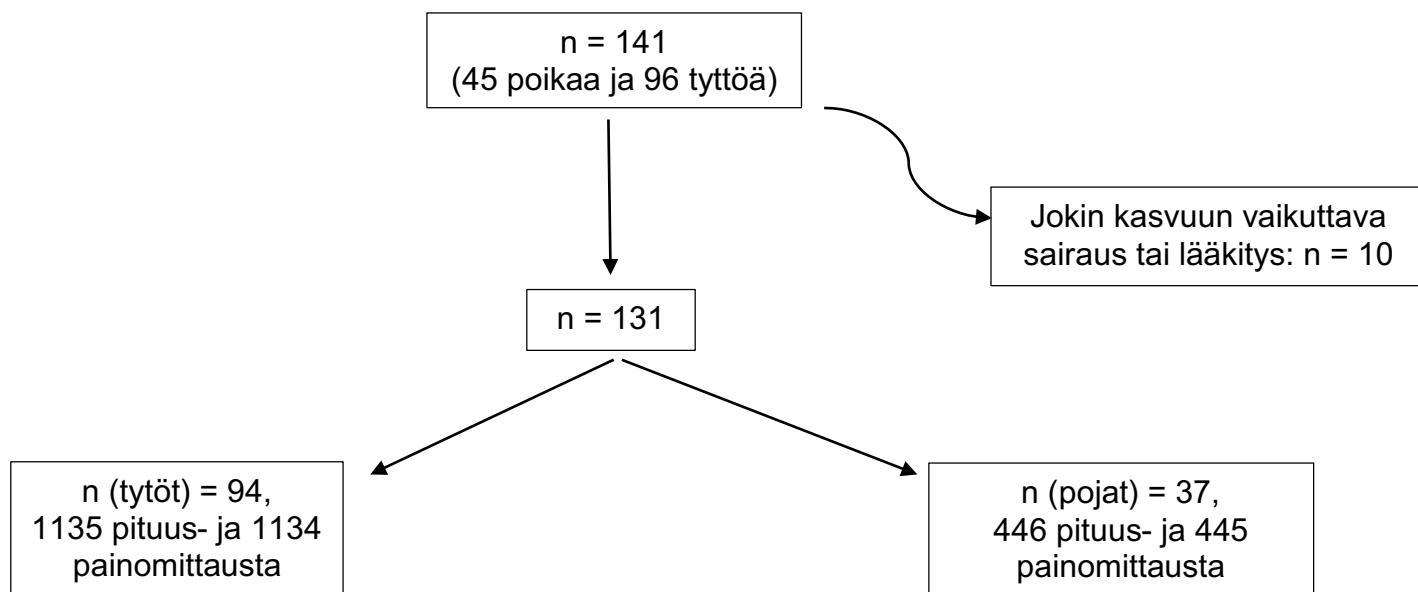 n = 141
(45 poikaa ja 96 tyttöä)
Jokin kasvuun vaikuttava
sairaus tai lääkitys: n = 10
n = 131
n (tytöt) = 94,
1135 pituus- ja 1134
painomittausta
n (pojat) = 37,
446 pituus- ja 445
painomittausta